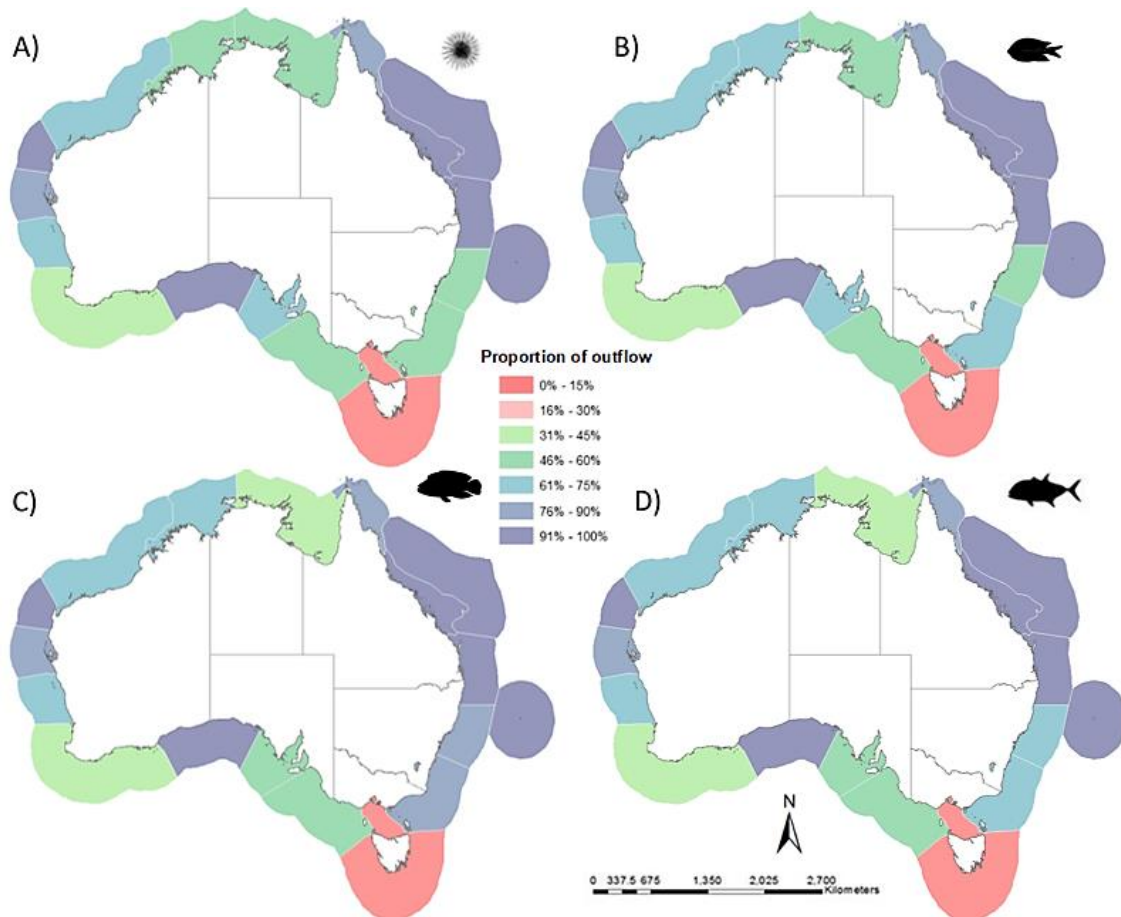 A)
B)
Proportion of outflow
0% - 15%
16% - 30%
31% - 45%
46% - 60%
61% - 75%
76% - 90%
91% - 100%
C)
D)
N
0 337.5 675 1,350 2,025 2,700
Kilometers